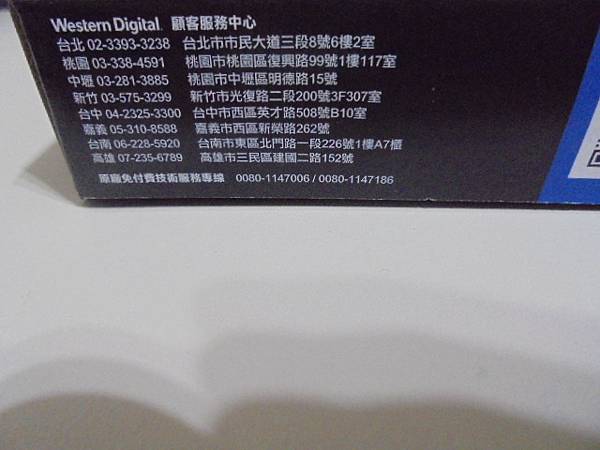 Western Digital. 顧客服務中心
台北 02-3393-3238 台北市市民大道三段8號6樓2室
桃園 03-338-4591 桃園市桃園區復興路99號1樓117室
中壢 03-281-3885 桃園市中壢區明德路15號
新竹 03-575-3299 新竹市光復路二段200號3F307室
台中 04-2325-3300 台中市西區英才路508號B10室
嘉義 05-310-8588 嘉義市西區新榮路262號
台南 06-228-5920 台南市東區北門路一段226號1樓A7櫃
高雄 07-235-6789 高雄市三民區建國二路152號
原廠免付費技術服務專線 0080-1147006 / 0080-1147186